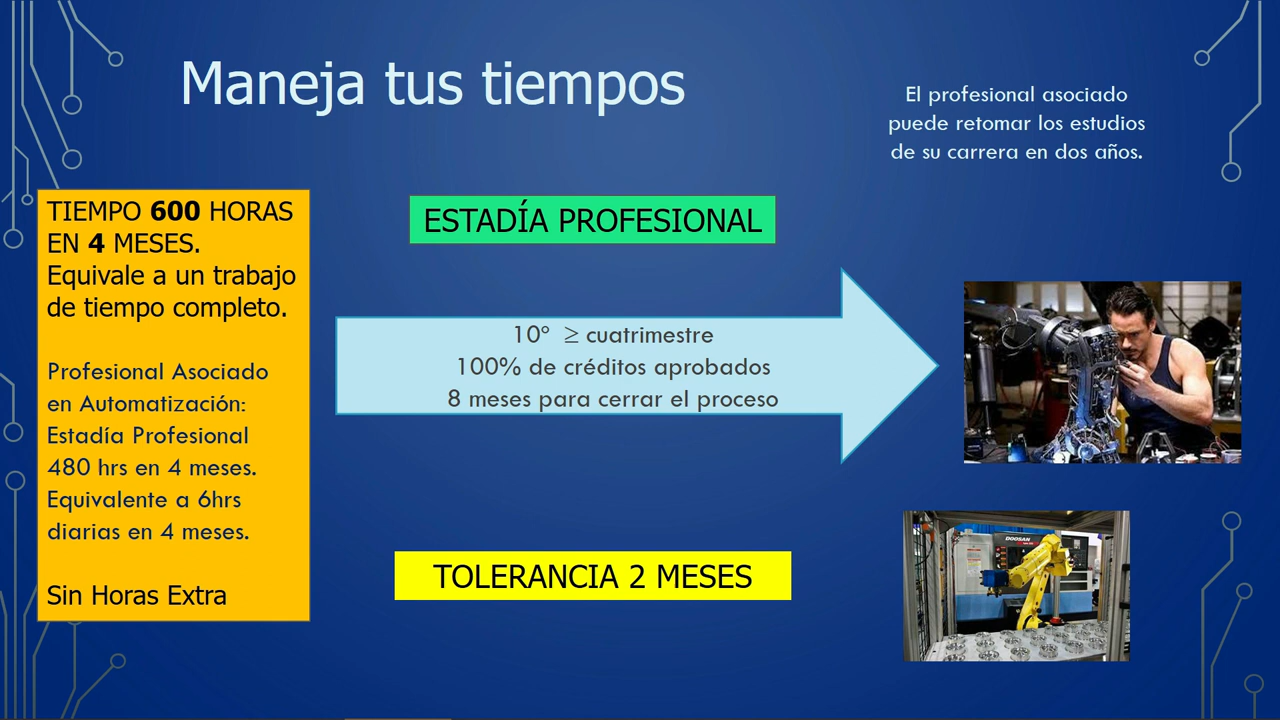 Maneja tus tiempos
El profesional asociado
puede retomar los estudios
de su carrera en dos años.
TIEMPO 600 HORAS
EN 4 MESES.
Equivale a un trabajo
de tiempo completo.
Profesional Asociado
en Automatización:
Estadía Profesional
480 hrs en 4 meses.
Equivalente a 6hrs
diarias en 4 meses.
Sin Horas Extra
ESTADÍA PROFESIONAL
10° ≥ cuatrimestre
100% de créditos aprobados
8 meses para cerrar el proceso
TOLERANCIA 2 MESES
DOOSAN